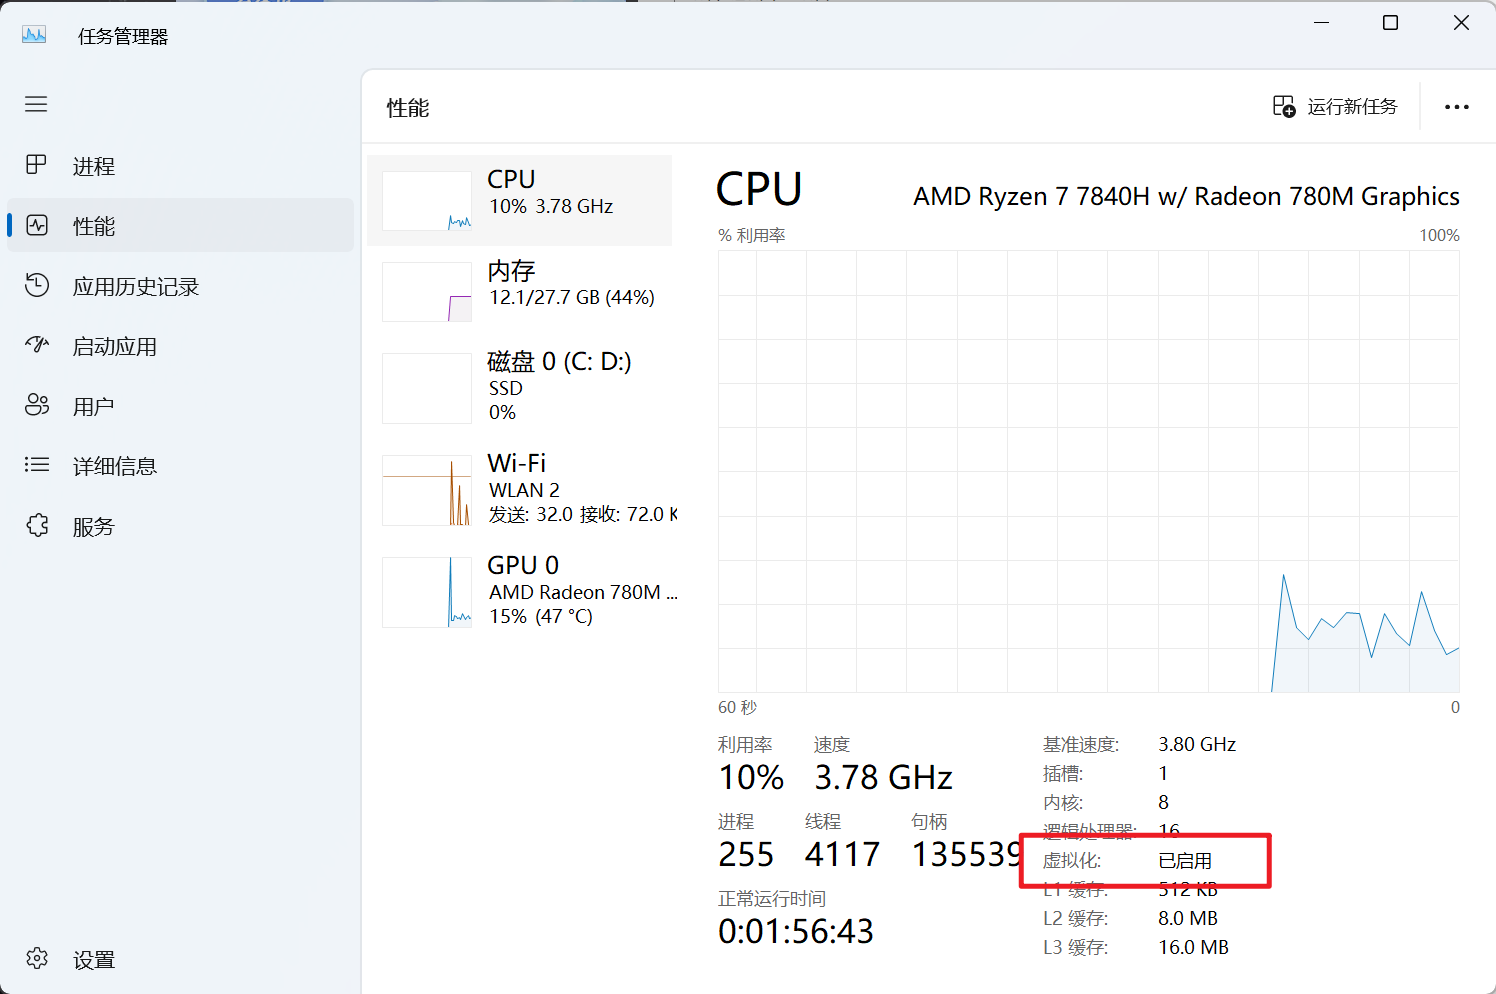 任务管理器
性能
运行新任务
进程
性能
应用历史记录
启动应用
用户
详细信息
服务
设置
CPU
10% 3.78 GHz
内存
12.1/27.7 GB (44%)
磁盘 0 (C: D:)
SSD
0%
Wi-Fi
WLAN 2
发送: 32.0 接收: 72.0 K
GPU 0
AMD Radeon 780M ...
15% (47 °C)
CPU
AMD Ryzen 7 7840H w/ Radeon 780M Graphics
% 利用率
100%
60 秒
0
利用率
速度
10%
3.78 GHz
进程
线程
句柄
255
4117
135539
正常运行时间
0:01:56:43
基准速度: 3.80 GHz
插槽: 1
内核: 8
逻辑处理器: 16
虚拟化: 已启用
L1 缓存: 512 KB
L2 缓存: 8.0 MB
L3 缓存: 16.0 MB